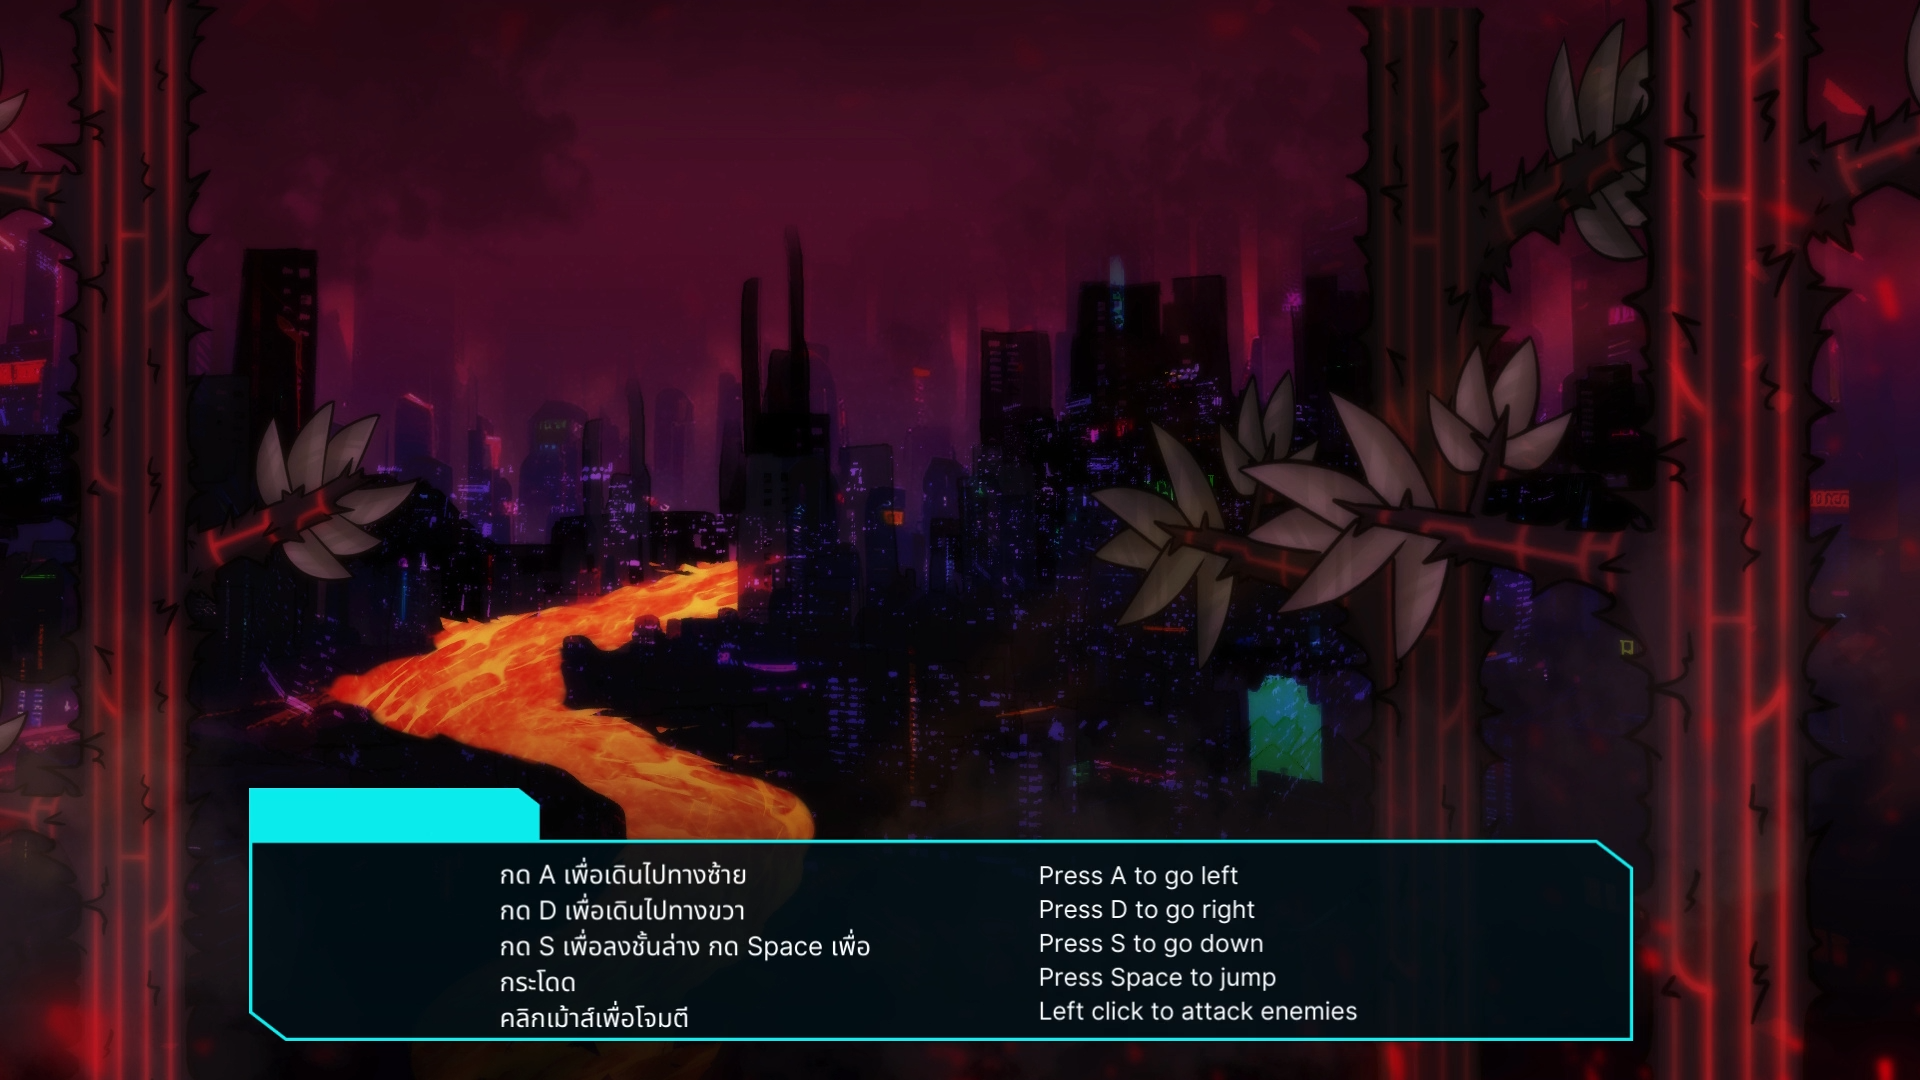 กด A เพื่อเดินไปทางซ้าย
กด D เพื่อเดินไปทางขวา
กด S เพื่อลงชั้นล่าง กด Space เพื่อ
กระโดด
คลิกเม้าส์เพื่อโจมตี
Press A to go left
Press D to go right
Press S to go down
Press Space to jump
Left click to attack enemies